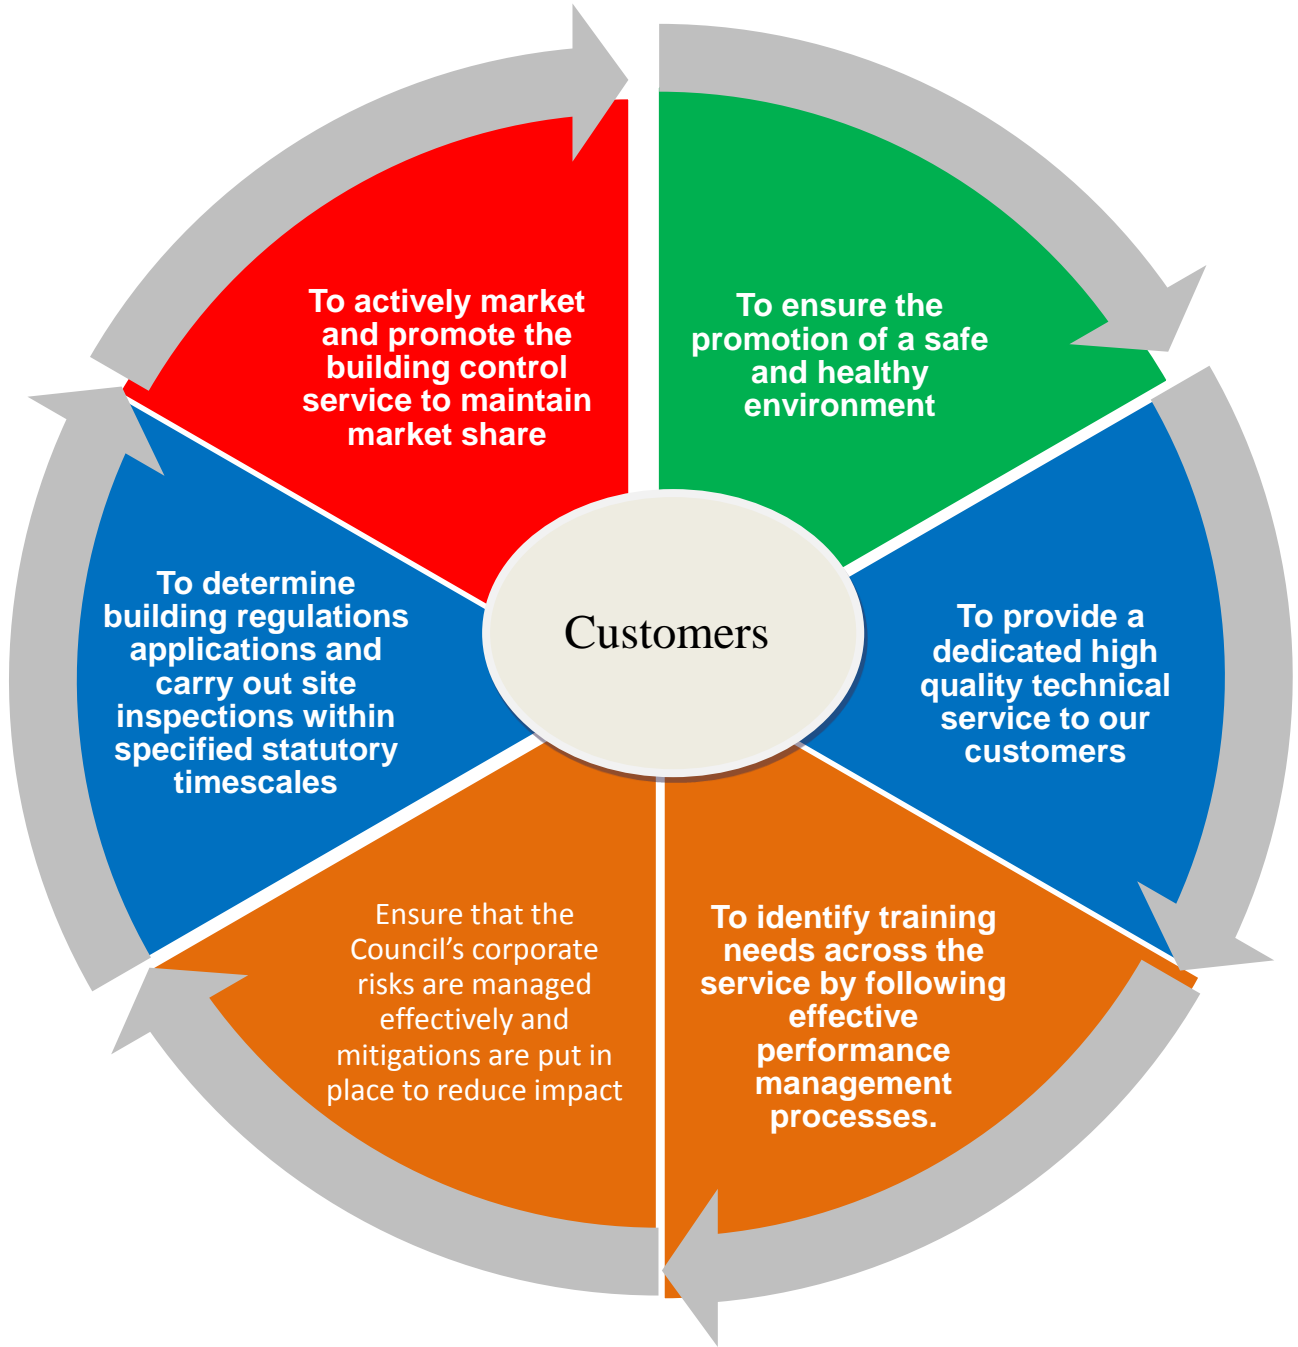 To actively market
and promote the
building control
service to maintain
market share
To ensure the
promotion of a safe
and healthy
environment
Customers
To determine
building regulations
applications and
carry out site
inspections within
specified statutory
timescales
To provide a
dedicated high
quality technical
service to our
customers
Ensure that the
Council’s corporate
risks are managed
effectively and
mitigations are put in
place to reduce impact
To identify training
needs across the
service by following
effective
performance
management
processes.